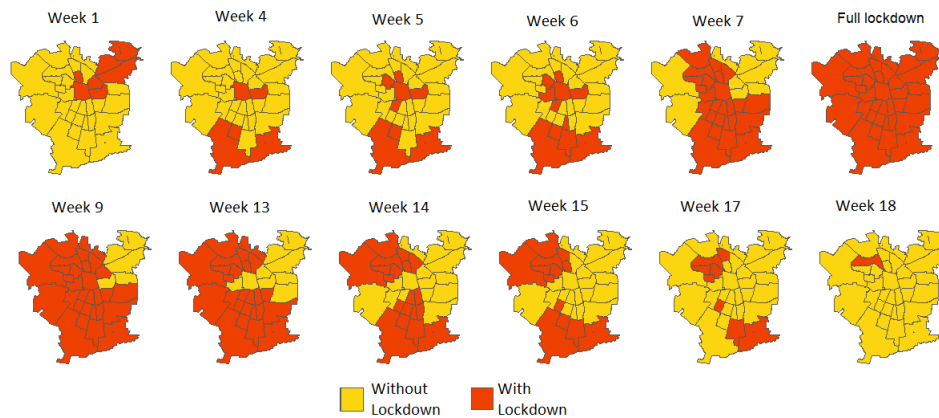 Week 1
Week 4
Week 5
Week 6
Week 7
Full lockdown
Week 9
Week 13
Week 14
Week 15
Week 17
Week 18
Without
Lockdown
With
Lockdown